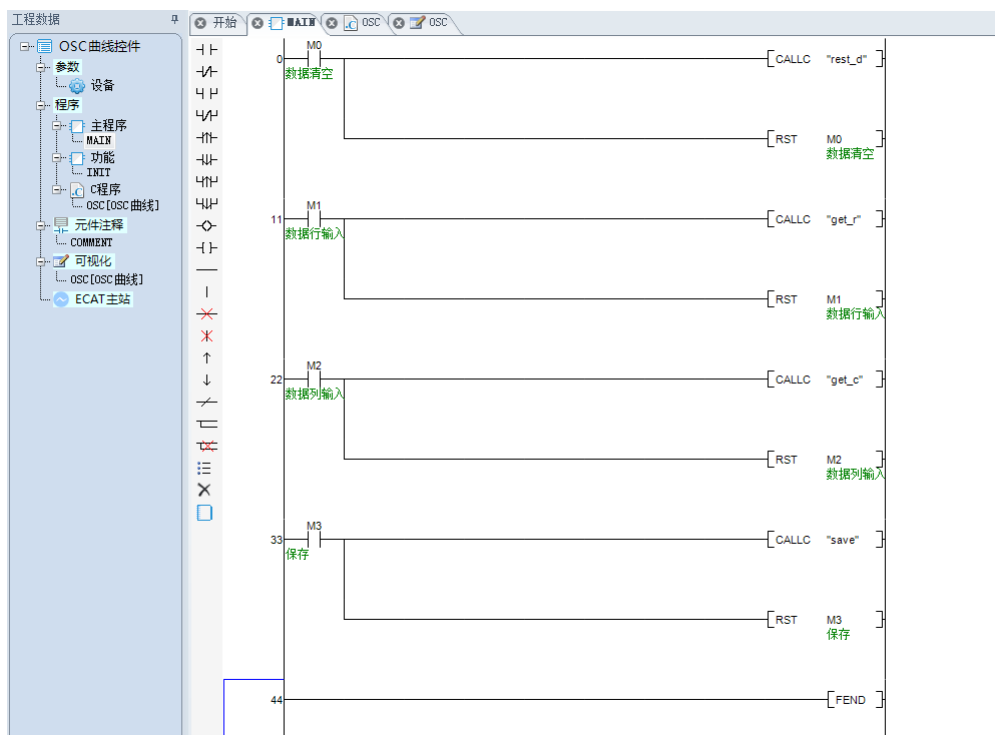 工程数据
开始 MAIN OSC OSC
OSC曲线控件
参数
设备
程序
主程序
MAIN
功能
INIT
C程序
OSC[OSC曲线]
元件注释
COMMENT
可视化
OSC[OSC曲线]
ECAT主站
M0
0 CALLC "rest_d"
数据清空
RST M0
数据清空
M1
11 CALLC "get_r"
数据行输入
RST M1
数据行输入
M2
22 CALLC "get_c"
数据列输入
RST M2
数据列输入
M3
33 CALLC "save"
保存
RST M3
保存
44 FEND